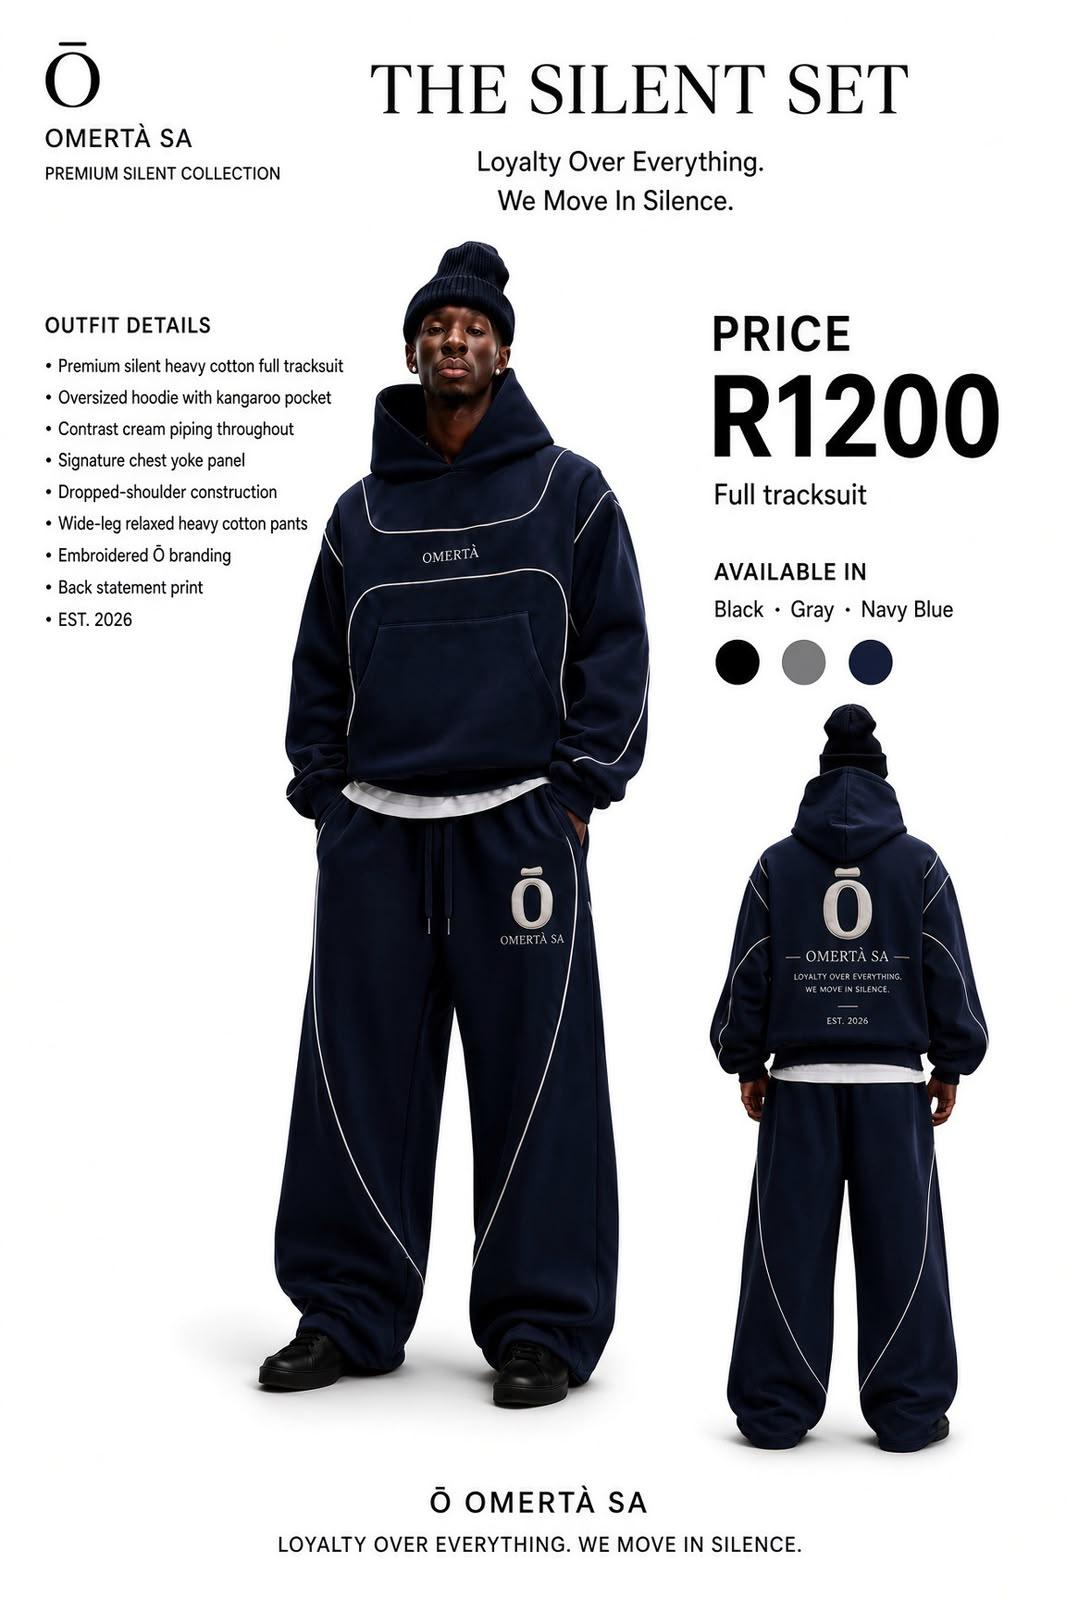 Ō
OMERTÀ SA
PREMIUM SILENT COLLECTION
THE SILENT SET
Loyalty Over Everything.
We Move In Silence.
OUTFIT DETAILS
• Premium silent heavy cotton full tracksuit
• Oversized hoodie with kangaroo pocket
• Contrast cream piping throughout
• Signature chest yoke panel
• Dropped-shoulder construction
• Wide-leg relaxed heavy cotton pants
• Embroidered Ō branding
• Back statement print
• EST. 2026
PRICE
R1200
Full tracksuit
AVAILABLE IN
Black • Gray • Navy Blue
OMERTÀ
Ō
OMERTÀ SA
Ō
— OMERTÀ SA —
LOYALTY OVER EVERYTHING.
WE MOVE IN SILENCE.
EST. 2026
Ō OMERTÀ SA
LOYALTY OVER EVERYTHING. WE MOVE IN SILENCE.